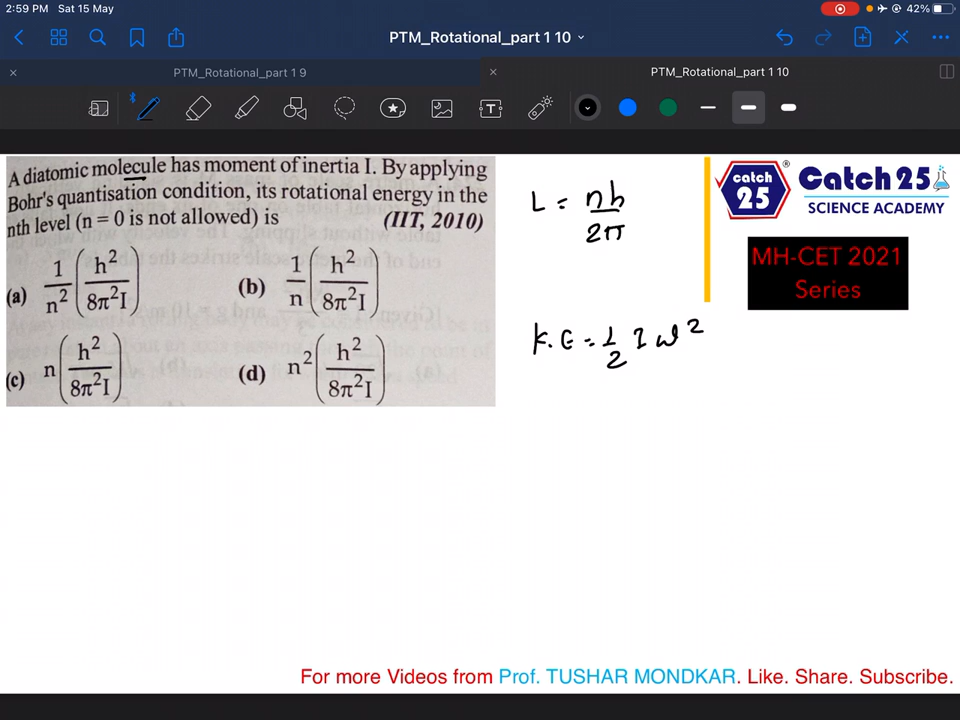 2:59 PM Sat 15 May
42%
PTM_Rotational_part 1 10
PTM_Rotational_part 1 9
PTM_Rotational_part 1 10
A diatomic molecule has moment of inertia I. By applying
Bohr's quantisation condition, its rotational energy in the
nth level (n = 0 is not allowed) is (IIT, 2010)
(a) 1/n² (h²/8π²I) (b) 1/n (h²/8π²I)
(c) n (h²/8π²I) (d) n² (h²/8π²I)
L = nh/2π
K.E = 1/2 I ω²
catch
25
®
Catch 25
SCIENCE ACADEMY
MH-CET 2021
Series
For more Videos from Prof. TUSHAR MONDKAR. Like. Share. Subscribe.